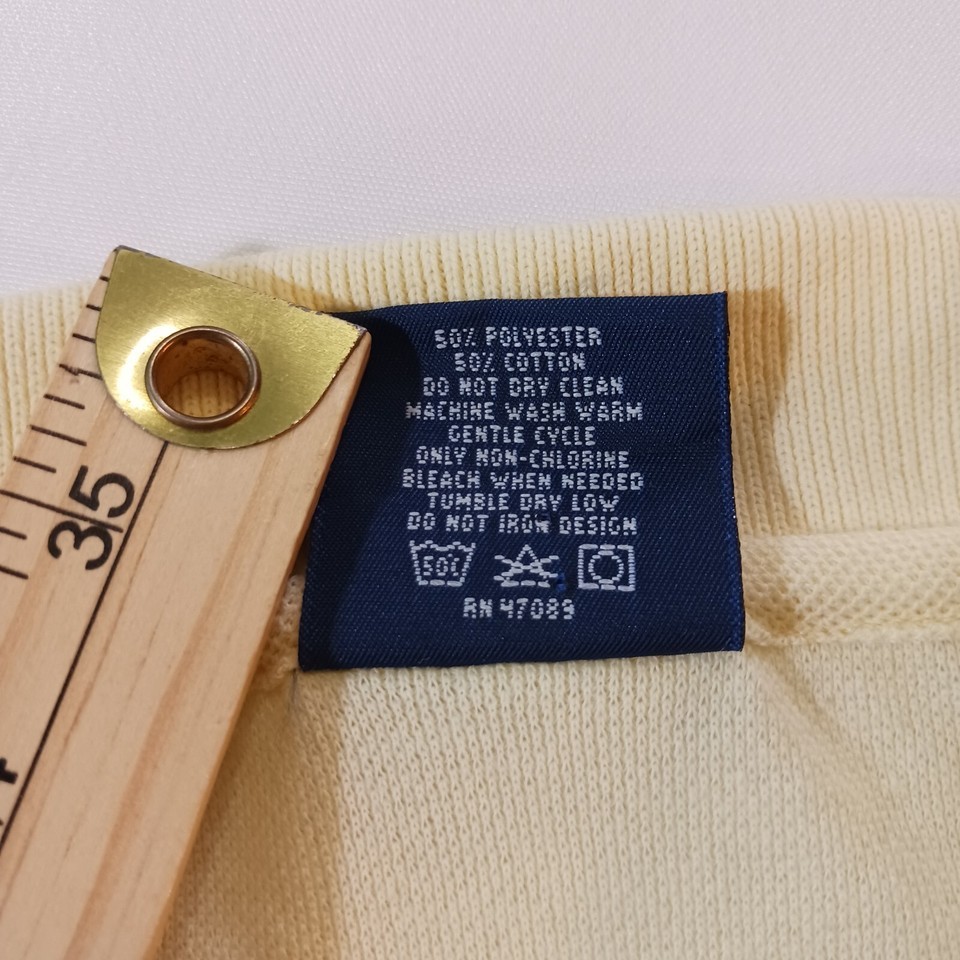 50% POLYESTER
50% COTTON
DO NOT DRY CLEAN
MACHINE WASH WARM
GENTLE CYCLE
ONLY NON-CHLORINE
BLEACH WHEN NEEDED
TUMBLE DRY LOW
DO NOT IRON DESIGN
50°C
RN 47089
35